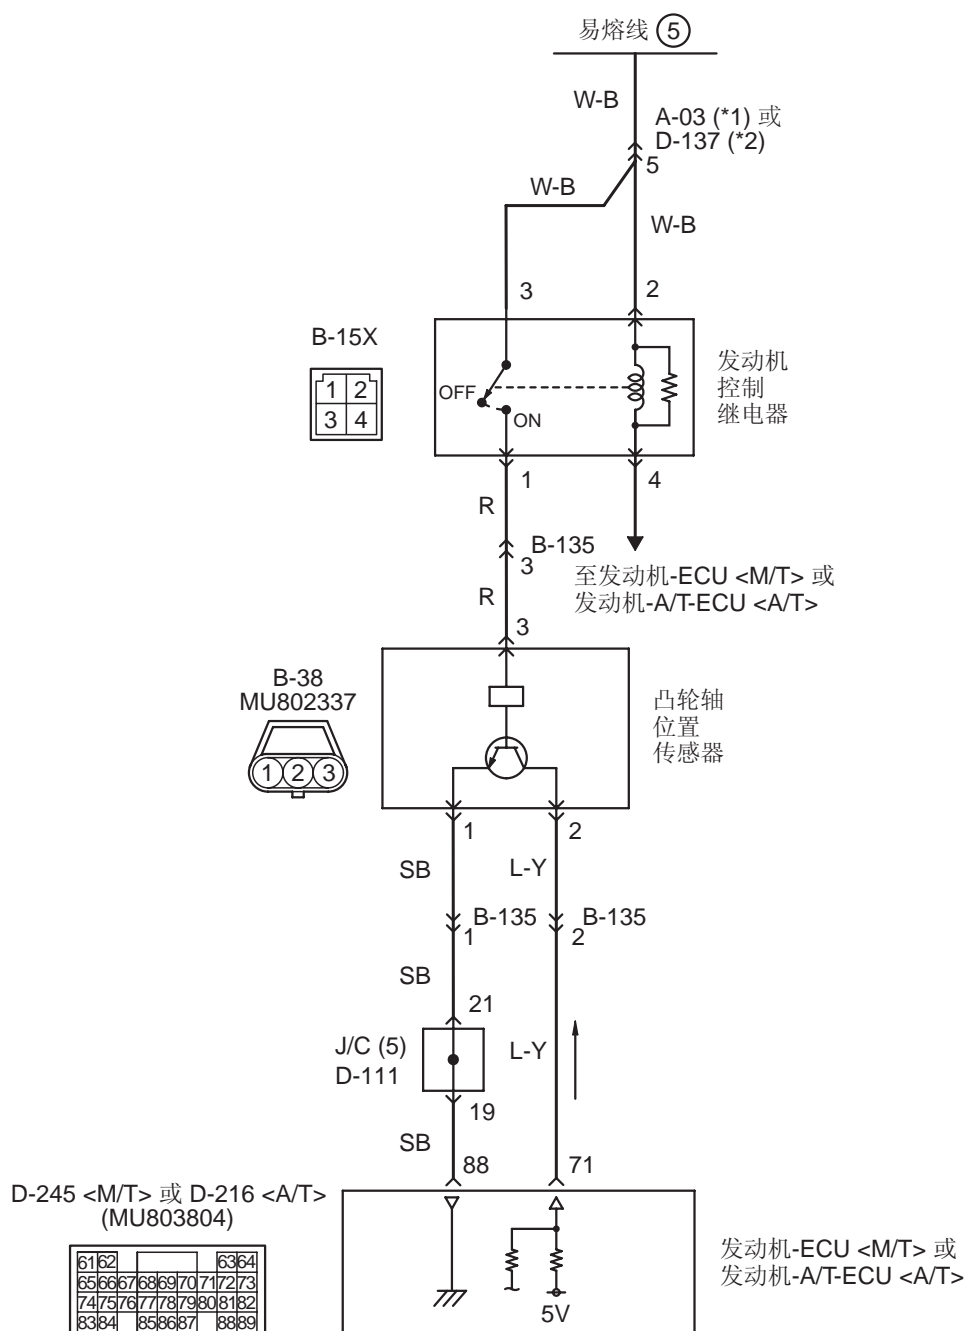 易熔线 ⑤
W-B
A-03 (*1) 或
D-137 (*2)
5
W-B
W-B
3
2
B-15X
1 2
3 4
OFF
ON
发动机
控制
继电器
1
4
R
B-135
3
至发动机-ECU <M/T> 或
发动机-A/T-ECU <A/T>
R
3
B-38
MU802337
1 2 3
凸轮轴
位置
传感器
1
2
SB
L-Y
B-135
1
B-135
2
SB
21
J/C (5)
D-111
L-Y
19
SB
88
71
D-245 <M/T> 或 D-216 <A/T>
(MU803804)
61 62 63 64
65 66 67 68 69 70 71 72 73
74 75 76 77 78 79 80 81 82
83 84 85 86 87 88 89
5V
发动机-ECU <M/T> 或
发动机-A/T-ECU <A/T>